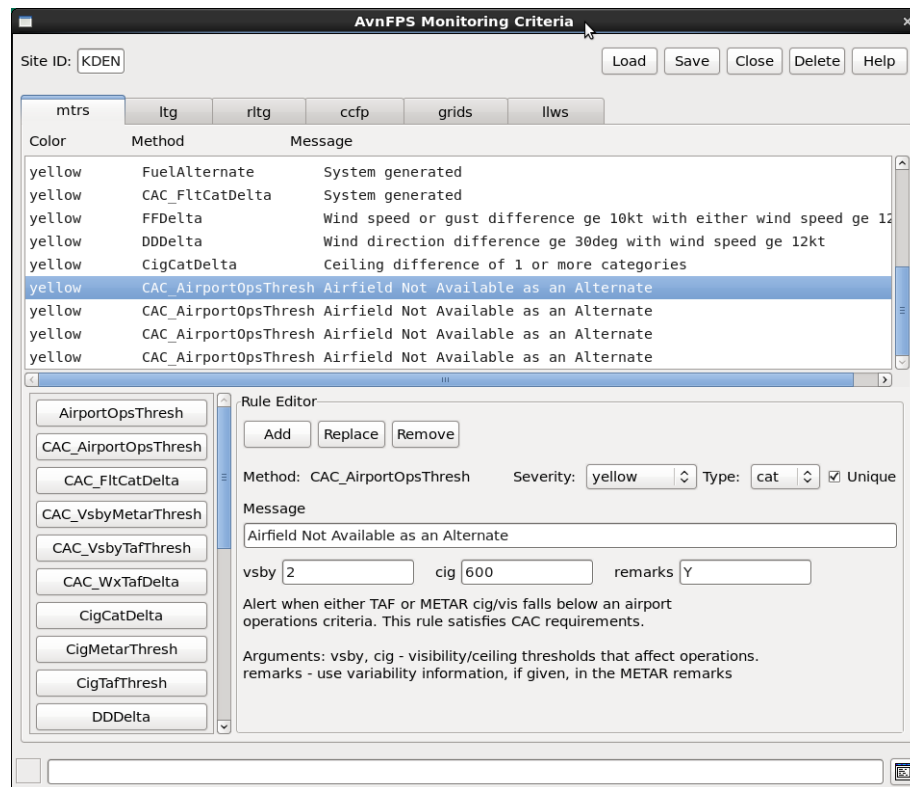 AvnFPS Monitoring Criteria
Site ID: KDEN Load Save Close Delete Help
mtrs ltg rltg ccfp grids llws
Color Method Message
yellow FuelAlternate System generated
yellow CAC_FltCatDelta System generated
yellow FFDelta Wind speed or gust difference ge 10kt with either wind speed ge 12
yellow DDDelta Wind direction difference ge 30deg with wind speed ge 12kt
yellow CigCatDelta Ceiling difference of 1 or more categories
yellow CAC_AirportOpsThresh Airfield Not Available as an Alternate
yellow CAC_AirportOpsThresh Airfield Not Available as an Alternate
yellow CAC_AirportOpsThresh Airfield Not Available as an Alternate
yellow CAC_AirportOpsThresh Airfield Not Available as an Alternate
AirportOpsThresh
CAC_AirportOpsThresh
CAC_FltCatDelta
CAC_VsbyMetarThresh
CAC_VsbyTafThresh
CAC_WxTafDelta
CigCatDelta
CigMetarThresh
CigTafThresh
DDDelta
Rule Editor
Add Replace Remove
Method: CAC_AirportOpsThresh Severity: yellow Type: cat Unique
Message
Airfield Not Available as an Alternate
vsby 2 cig 600 remarks Y
Alert when either TAF or METAR cig/vis falls below an airport
operations criteria. This rule satisfies CAC requirements.
Arguments: vsby, cig - visibility/ceiling thresholds that affect operations.
remarks - use variability information, if given, in the METAR remarks